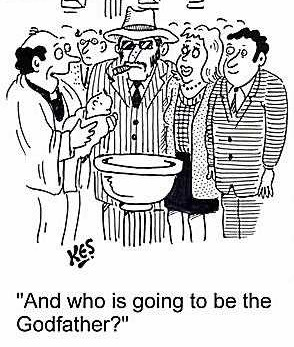 KES
"And who is going to be the
Godfather?"